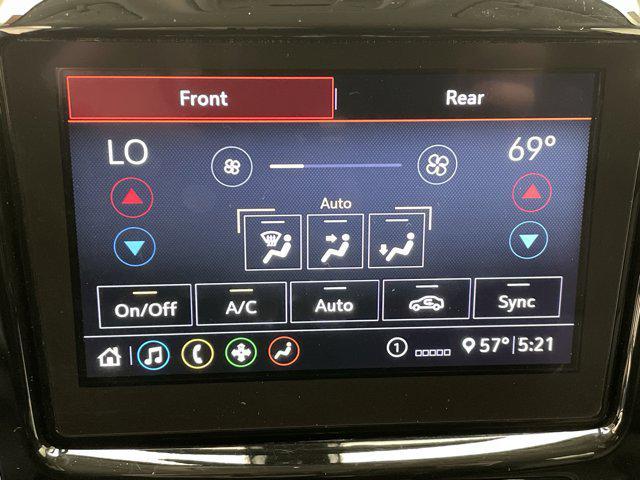 Front Rear
LO 69°
Auto
On/Off A/C Auto Sync
1 57° 5:21